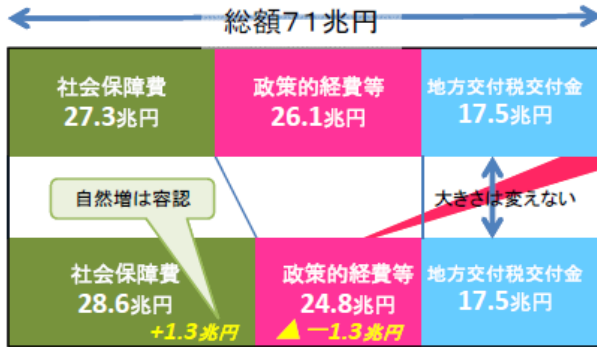 総額71兆円
社会保障費
27.3兆円
政策的経費等
26.1兆円
地方交付税交付金
17.5兆円
自然増は容認
大きさは変えない
社会保障費
28.6兆円
+1.3兆円
政策的経費等
24.8兆円
▲ー1.3兆円
地方交付税交付金
17.5兆円